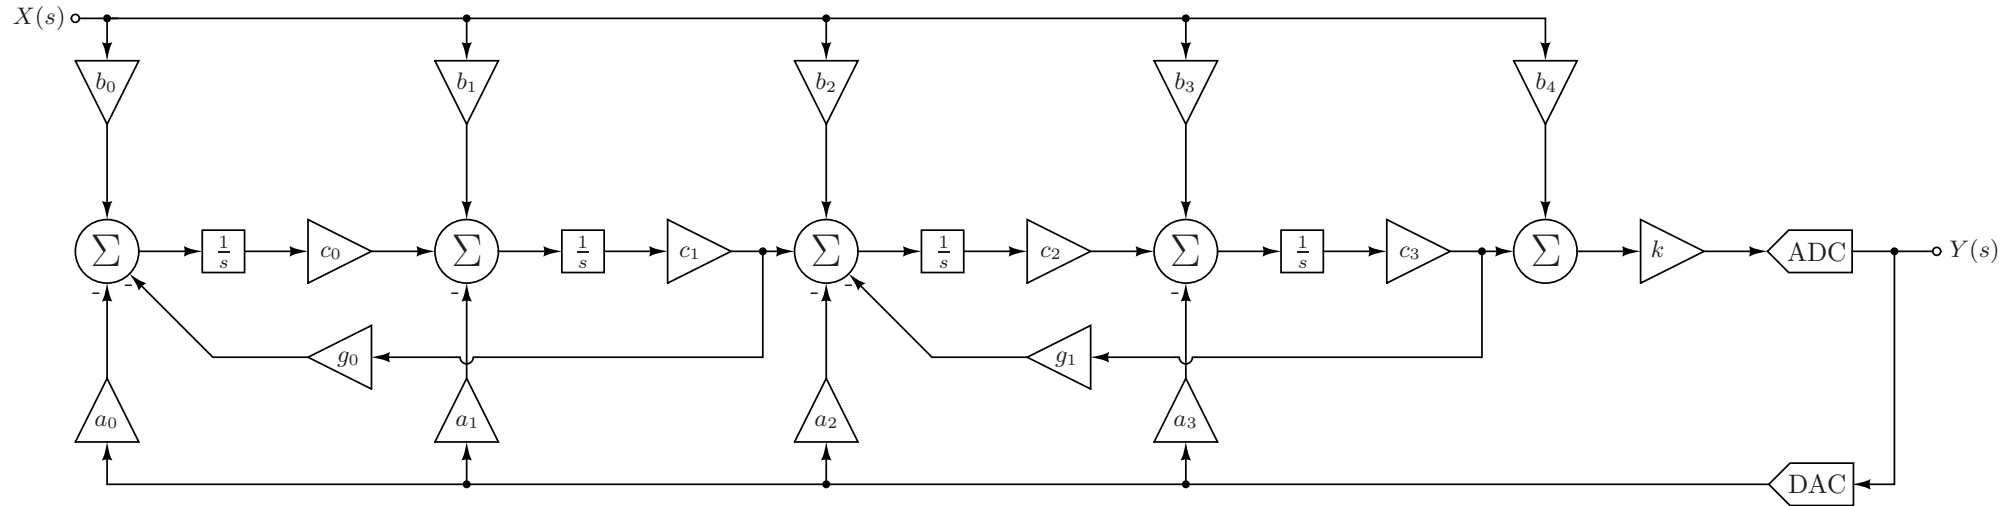 X(s)
b₀ b₁ b₂ b₃ b₄
∑ 1/s c₀ ∑ 1/s c₁ ∑ 1/s c₂ ∑ 1/s c₃ ∑ k ADC Y(s)
- - - - - -
g₀ g₁
a₀ a₁ a₂ a₃
DAC